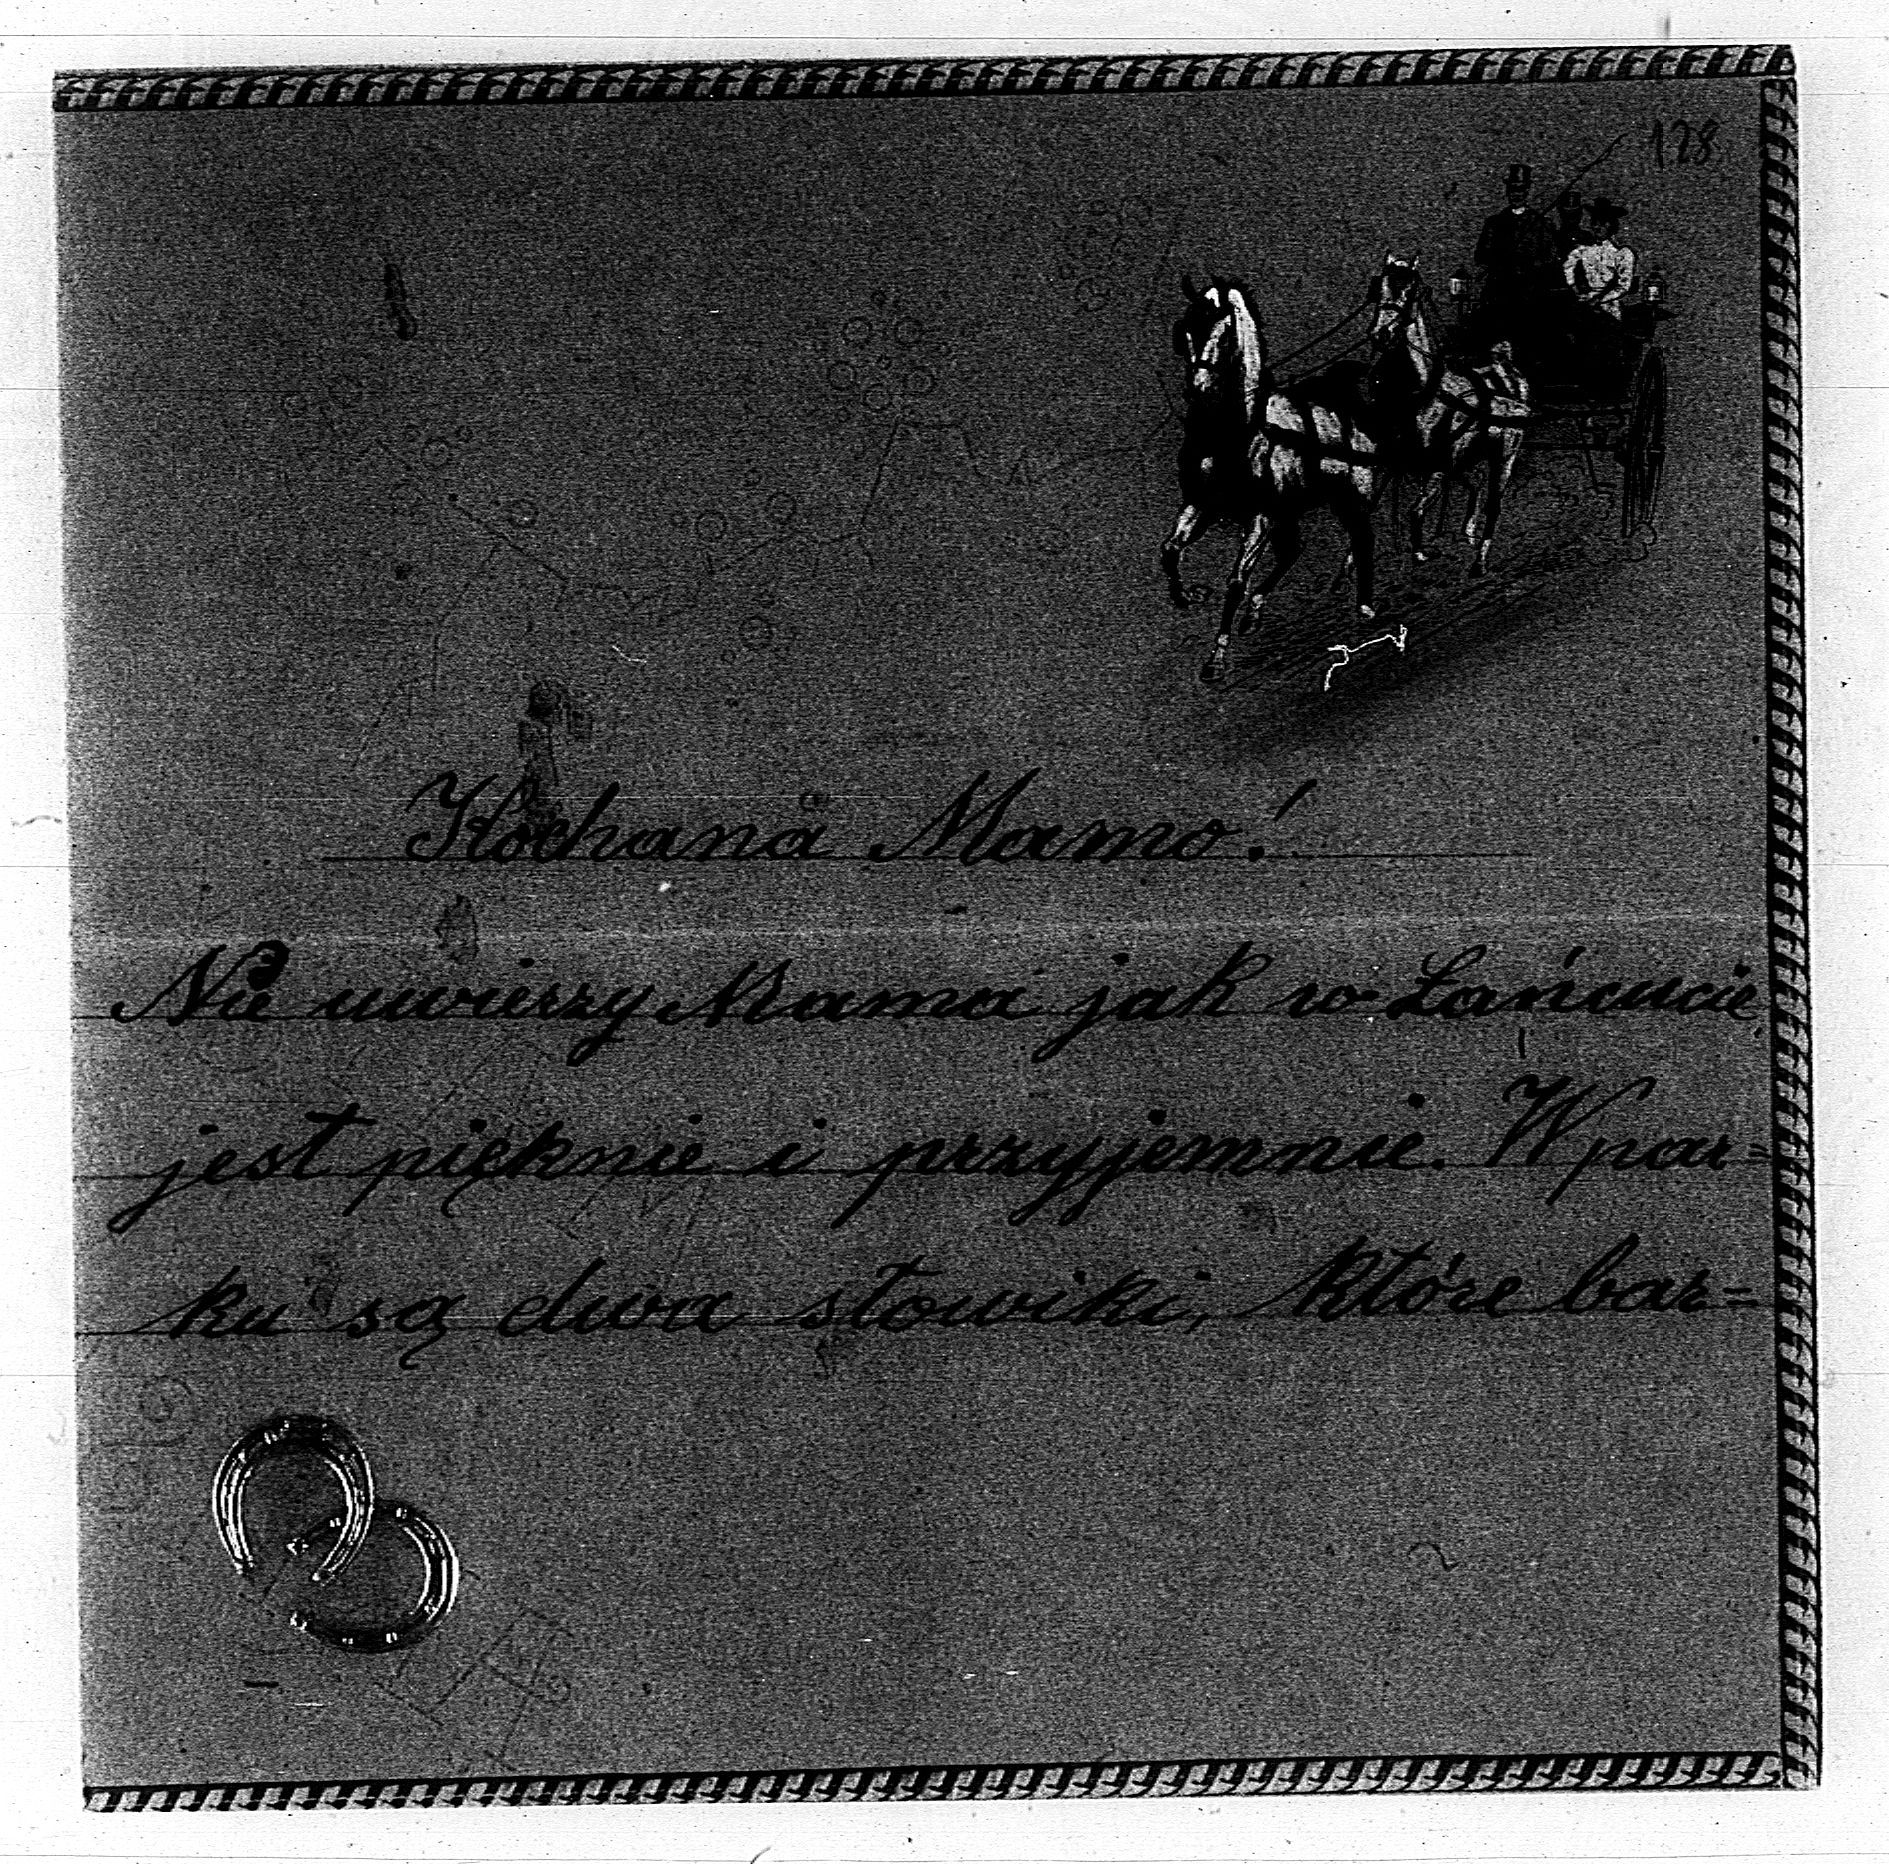 128
Kochana Mamo!
Nie uwierzy Mama jak w Łańcucie,
jest pięknie i przyjemnie. W par=
ku są dwa słowiki, które bar=